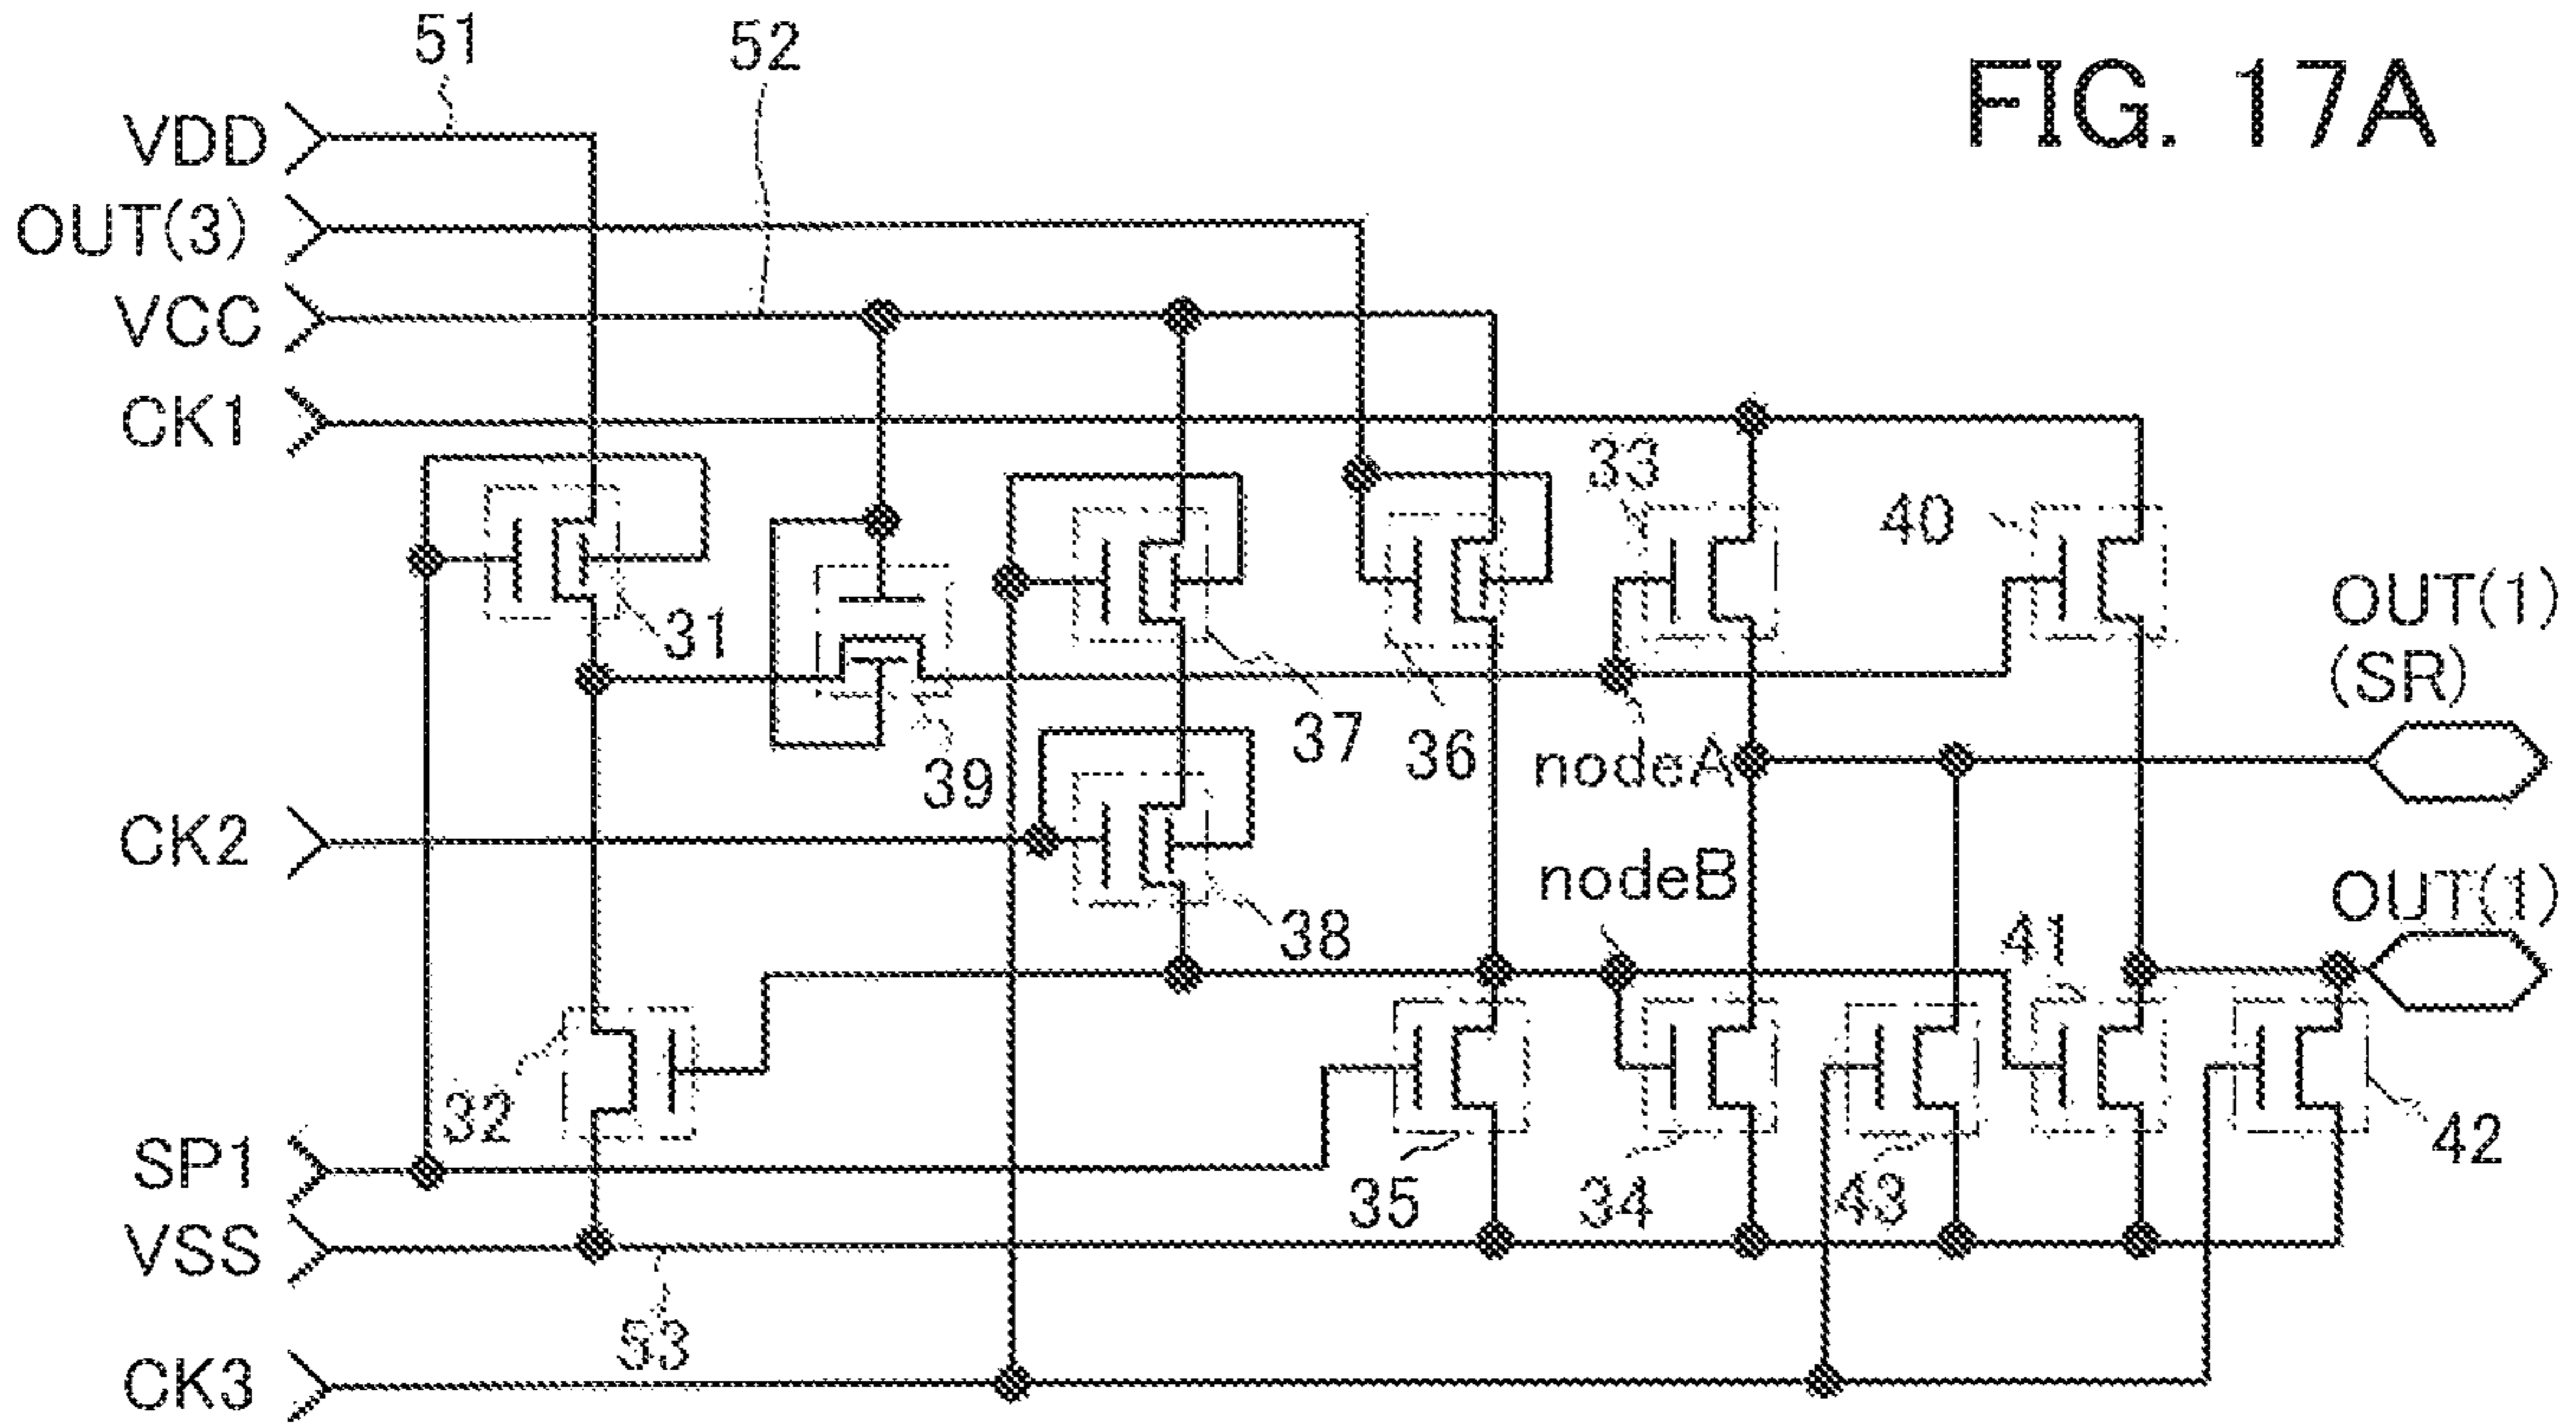 FIG. 17A
51
52
VDD
OUT(3)
VCC
CK1
33
40
31
OUT(1)
(SR)
37
36
nodeA
39
CK2
nodeB
38
OUT(1)
41
32
SP1
35
34
43
42
VSS
53
CK3